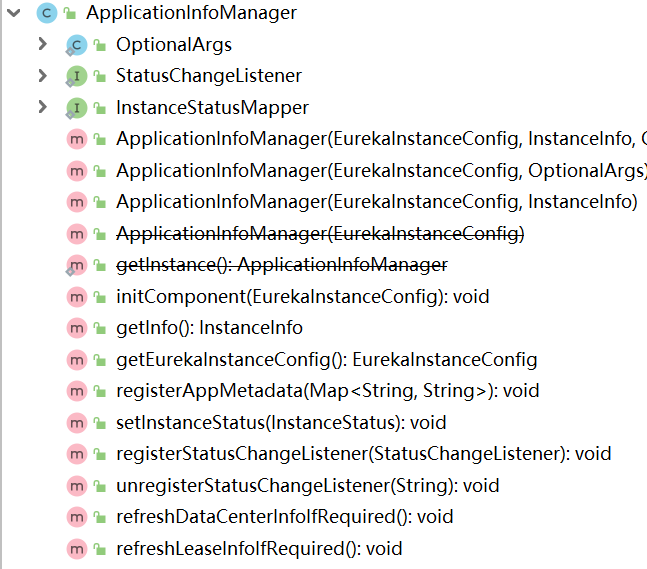 ApplicationInfoManager
OptionalArgs
StatusChangeListener
InstanceStatusMapper
ApplicationInfoManager(EurekaInstanceConfig, InstanceInfo,
ApplicationInfoManager(EurekaInstanceConfig, OptionalArgs)
ApplicationInfoManager(EurekaInstanceConfig, InstanceInfo)
ApplicationInfoManager(EurekaInstanceConfig)
getInstance(): ApplicationInfoManager
initComponent(EurekaInstanceConfig): void
getInfo(): InstanceInfo
getEurekaInstanceConfig(): EurekaInstanceConfig
registerAppMetadata(Map<String, String>): void
setInstanceStatus(InstanceStatus): void
registerStatusChangeListener(StatusChangeListener): void
unregisterStatusChangeListener(String): void
refreshDataCenterInfoIfRequired(): void
refreshLeaseInfoIfRequired(): void